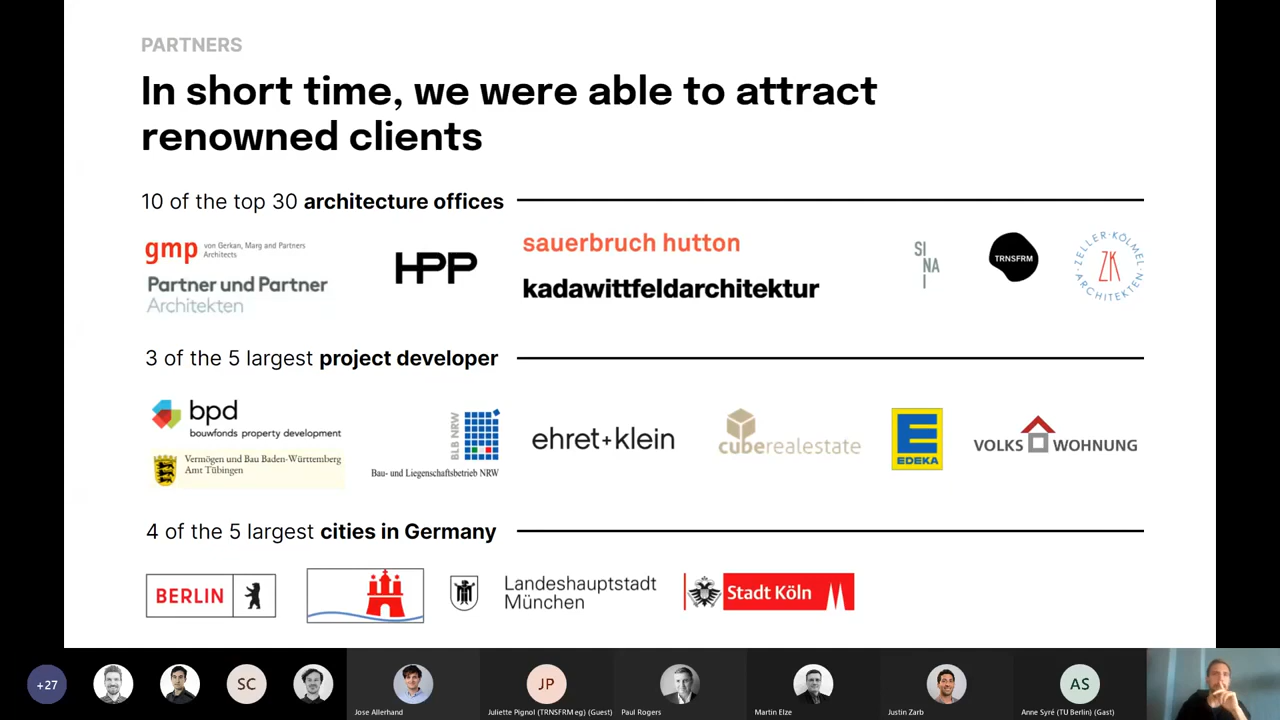 PARTNERS
In short time, we were able to attract
renowned clients
10 of the top 30 architecture offices
gmp von Gerkan, Marg and Partners
Architects
Partner und Partner
Architekten
HPP
sauerbruch hutton
kadawittfeldarchitektur
SI
NA
I
TRNSFRM
ZELLER·KÖLMEL
ARCHITEKTEN
ZK
3 of the 5 largest project developer
bpd
bouwfonds property development
Vermögen und Bau Baden-Württemberg
Amt Tübingen
BLB NRW
Bau- und Liegenschaftsbetrieb NRW
ehret+klein
cuberealestate
E
EDEKA
VOLKS WOHNUNG
4 of the 5 largest cities in Germany
BERLIN
Landeshauptstadt
München
Stadt Köln
+27
SC
JP
AS
Jose Allerhand
Juliette Pignol (TRNSFRM eg) (Guest)
Paul Rogers
Martin Elze
Justin Zarb
Anne Syré (TU Berlin) (Gast)